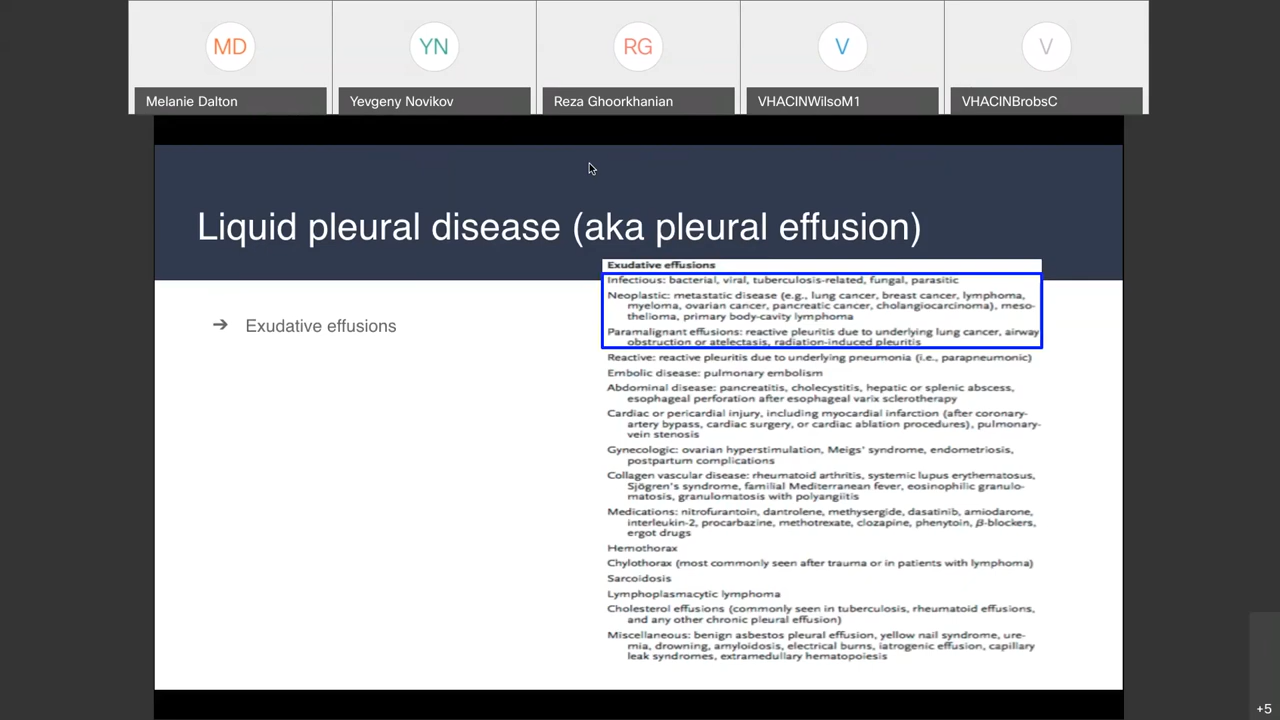 MD
YN
RG
V
V
Melanie Dalton
Yevgeny Novikov
Reza Ghoorkhanian
VHACINWilsoM1
VHACINBrobsC
Liquid pleural disease (aka pleural effusion)
→ Exudative effusions
Exudative effusions
Infectious: bacterial, viral, tuberculosis-related, fungal, parasitic
Neoplastic: metastatic disease (e.g., lung cancer, breast cancer, lymphoma,
myeloma, ovarian cancer, pancreatic cancer, cholangiocarcinoma), meso-
thelioma, primary body-cavity lymphoma
Paramalignant effusions: reactive pleuritis due to underlying lung cancer, airway
obstruction or atelectasis, radiation-induced pleuritis
Reactive: reactive pleuritis due to underlying pneumonia (i.e., parapneumonic)
Embolic disease: pulmonary embolism
Abdominal disease: pancreatitis, cholecystitis, hepatic or splenic abscess,
esophageal perforation after esophageal varix sclerotherapy
Cardiac or pericardial injury, including myocardial infarction (after coronary-
artery bypass, cardiac surgery, or cardiac ablation procedures), pulmonary-
vein stenosis
Gynecologic: ovarian hyperstimulation, Meigs' syndrome, endometriosis,
postpartum complications
Collagen vascular disease: rheumatoid arthritis, systemic lupus erythematosus,
Sjögren's syndrome, familial Mediterranean fever, eosinophilic granulo-
matosis, granulomatosis with polyangiitis
Medications: nitrofurantoin, dantrolene, methysergide, dasatinib, amiodarone,
interleukin-2, procarbazine, methotrexate, clozapine, phenytoin, β-blockers,
ergot drugs
Hemothorax
Chylothorax (most commonly seen after trauma or in patients with lymphoma)
Sarcoidosis
Lymphoplasmacytic lymphoma
Cholesterol effusions (commonly seen in tuberculosis, rheumatoid effusions,
and any other chronic pleural effusion)
Miscellaneous: benign asbestos pleural effusion, yellow nail syndrome, ure-
mia, drowning, amyloidosis, electrical burns, iatrogenic effusion, capillary
leak syndromes, extramedullary hematopoiesis
+5